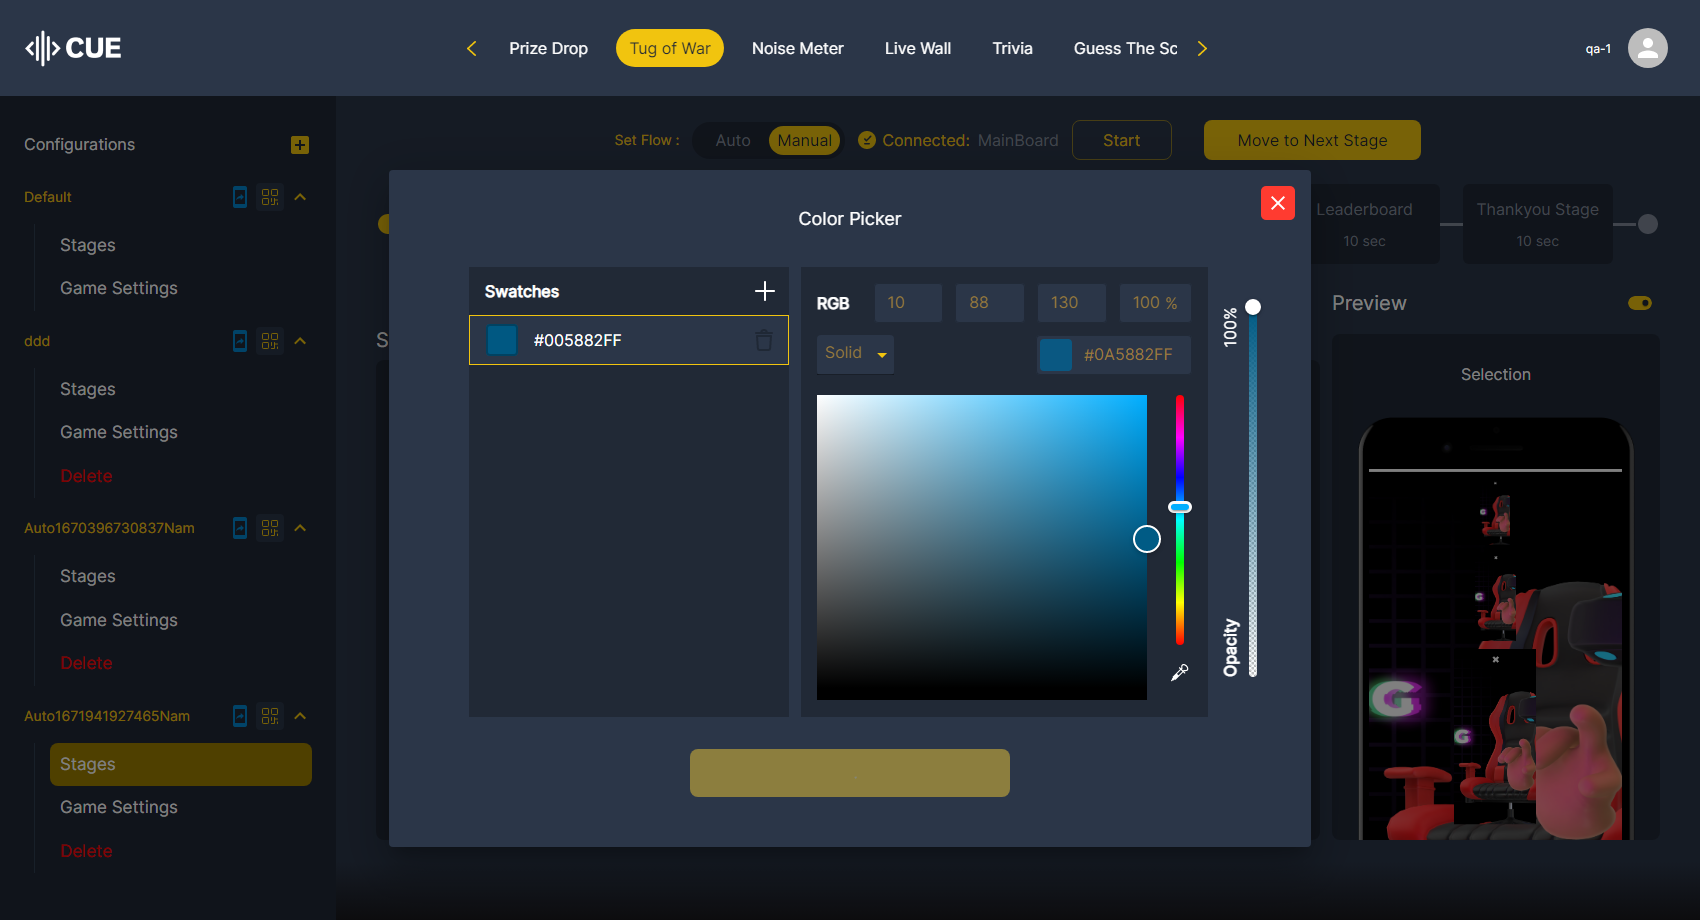 CUE
Prize Drop
Tug of War
Noise Meter
Live Wall
Trivia
Guess The Sc
qa-1
Configurations
Set Flow :
Auto
Manual
Connected:
MainBoard
Start
Move to Next Stage
Default
Stages
Game Settings
ddd
Stages
Game Settings
Delete
Auto1670396730837Nam
Stages
Game Settings
Delete
Auto1671941927465Nam
Stages
Game Settings
Delete
S
Color Picker
Swatches
#005882FF
RGB
10
88
130
100 %
Solid
#0A5882FF
100%
Opacity
Leaderboard
10 sec
Thankyou Stage
10 sec
Preview
Selection
G
G
G
G